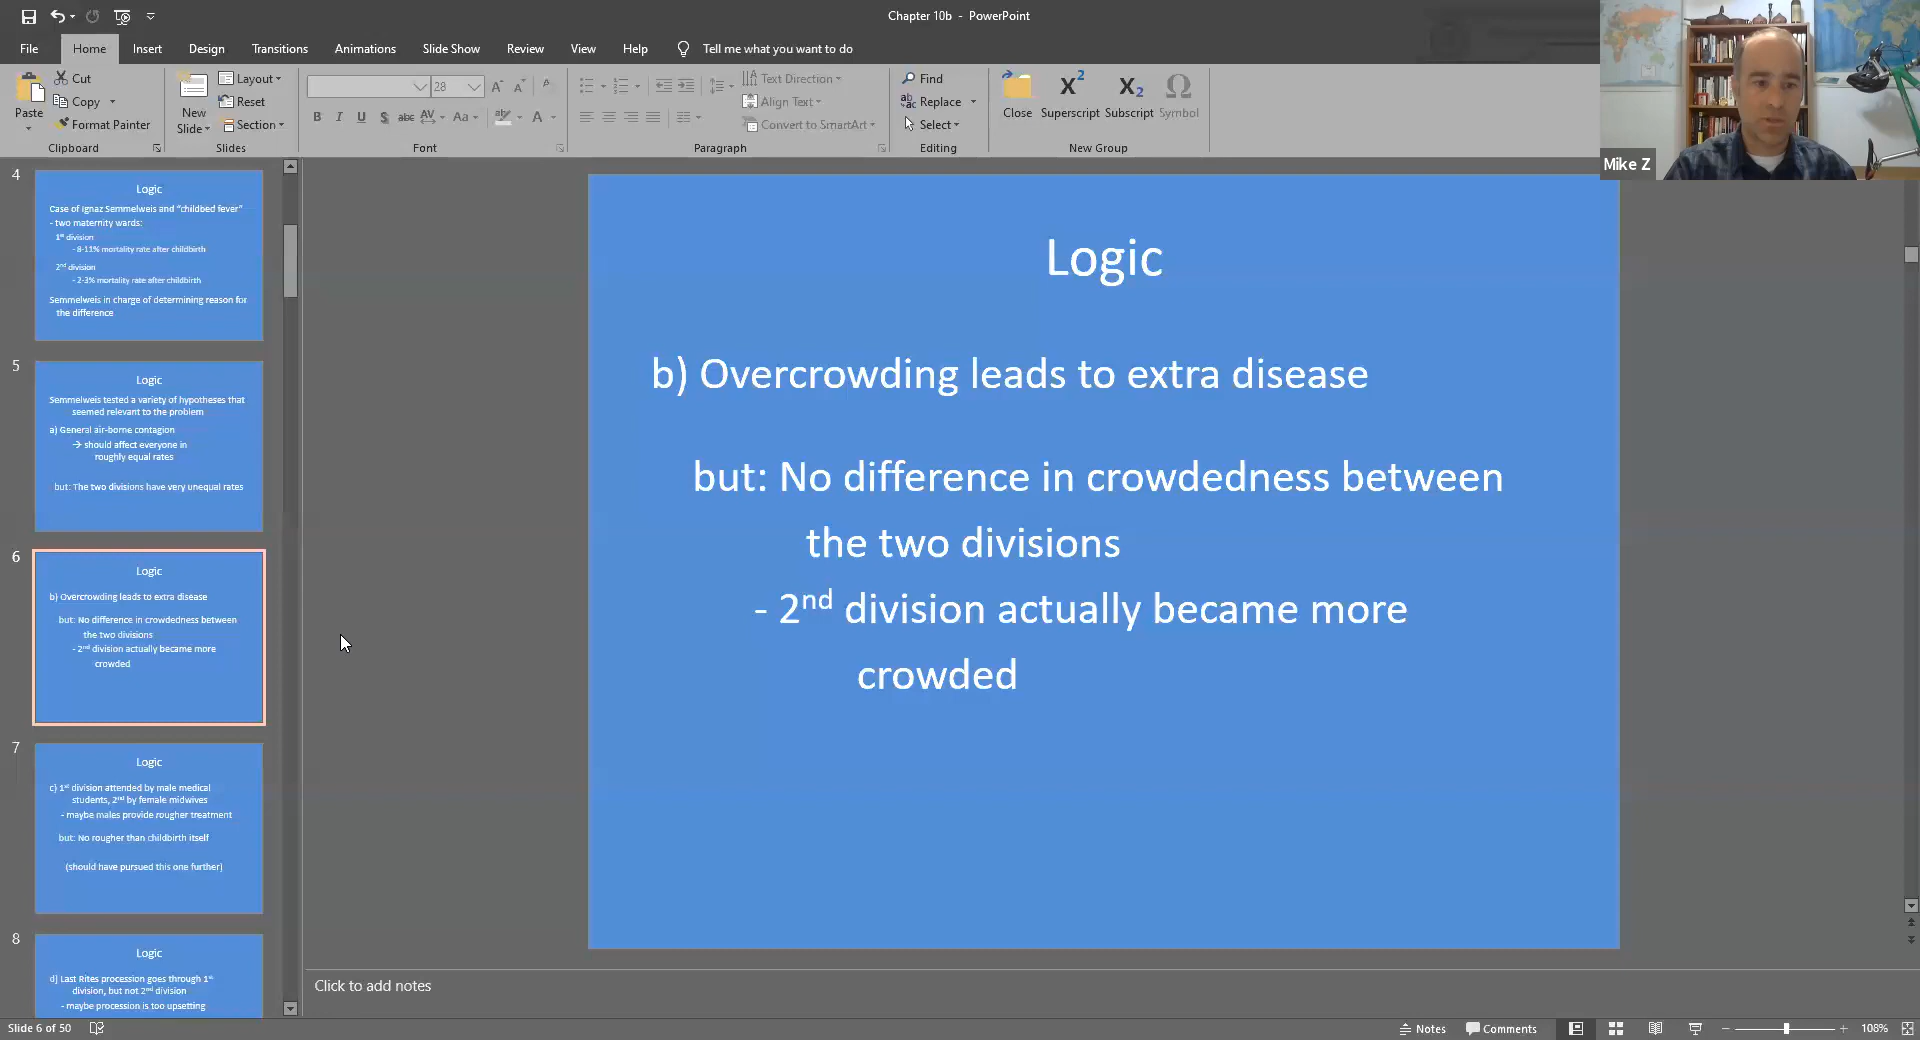 Chapter 10b - PowerPoint
File Home Insert Design Transitions Animations Slide Show Review View Help Tell me what you want to do
Paste
Cut
Copy
Format Painter
Clipboard
New
Slide
Layout
Reset
Section
Slides
28
B I U S abc AV Aa A
Font
Text Direction
Align Text
Convert to SmartArt
Paragraph
Find
Replace
Select
Editing
Close Superscript Subscript Symbol
New Group
Mike Z
4
Logic
Case of Ignaz Semmelweis and “childbed fever”
- two maternity wards:
1st division
- 8-11% mortality rate after childbirth
2nd division
- 2-3% mortality rate after childbirth
Semmelweis in charge of determining reason for
the difference
5
Logic
Semmelweis tested a variety of hypotheses that
seemed relevant to the problem
a) General air-borne contagion
→ should affect everyone in
roughly equal rates
but: The two divisions have very unequal rates
6
Logic
b) Overcrowding leads to extra disease
but: No difference in crowdedness between
the two divisions
- 2nd division actually became more
crowded
7
Logic
c) 1st division attended by male medical
students, 2nd by female midwives
- maybe males provide rougher treatment
but: No rougher than childbirth itself
(should have pursued this one further)
8
Logic
d) Last Rites procession goes through 1st
division, but not 2nd division
- maybe procession is too upsetting
Logic
b) Overcrowding leads to extra disease
but: No difference in crowdedness between
the two divisions
- 2nd division actually became more
crowded
Click to add notes
Slide 6 of 50
Notes Comments 108%